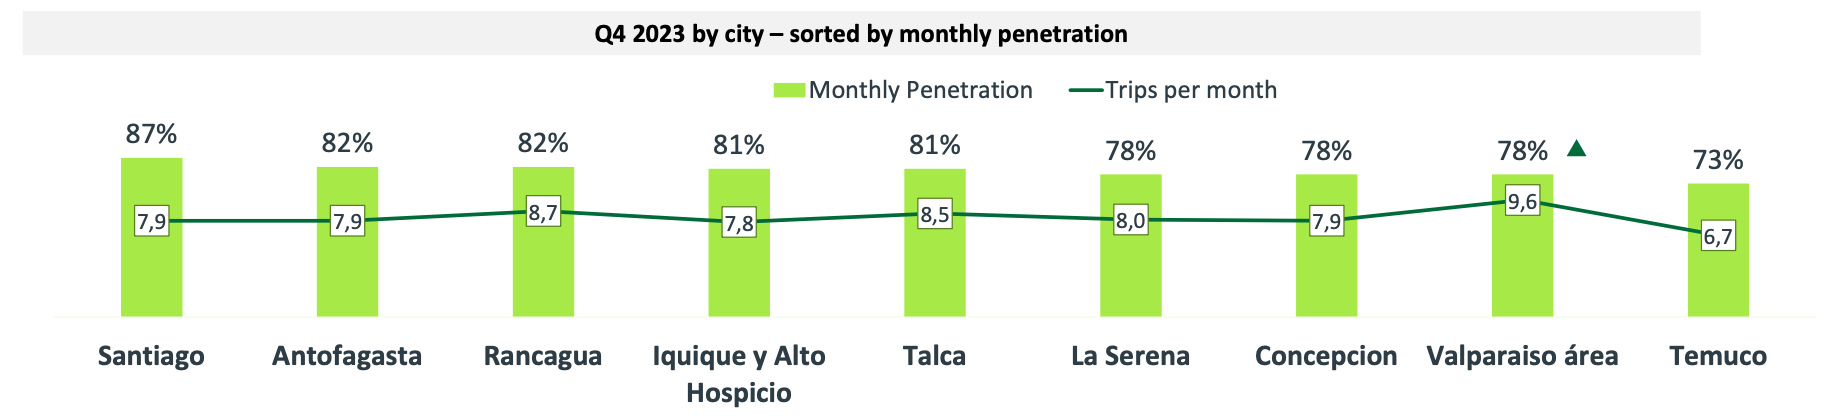 Q4 2023 by city – sorted by monthly penetration
Monthly Penetration Trips per month
87% 82% 82% 81% 81% 78% 78% 78% 73%
7,9 7,9 8,7 7,8 8,5 8,0 7,9 9,6 6,7
Santiago Antofagasta Rancagua Iquique y Alto Talca La Serena Concepcion Valparaiso área Temuco
Hospicio